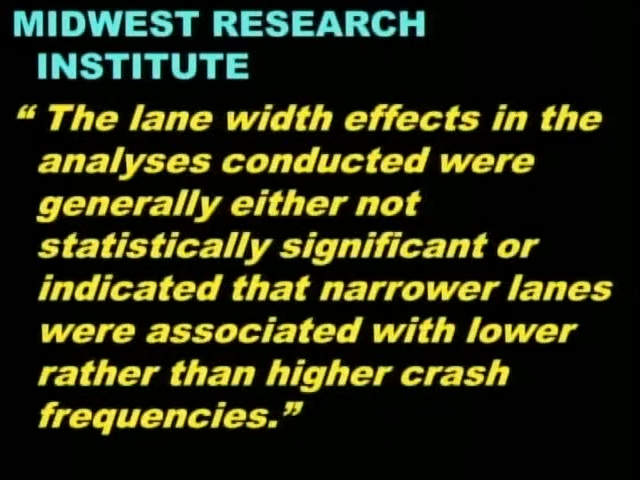 MIDWEST RESEARCH
INSTITUTE
“ The lane width effects in the
analyses conducted were
generally either not
statistically significant or
indicated that narrower lanes
were associated with lower
rather than higher crash
frequencies.”